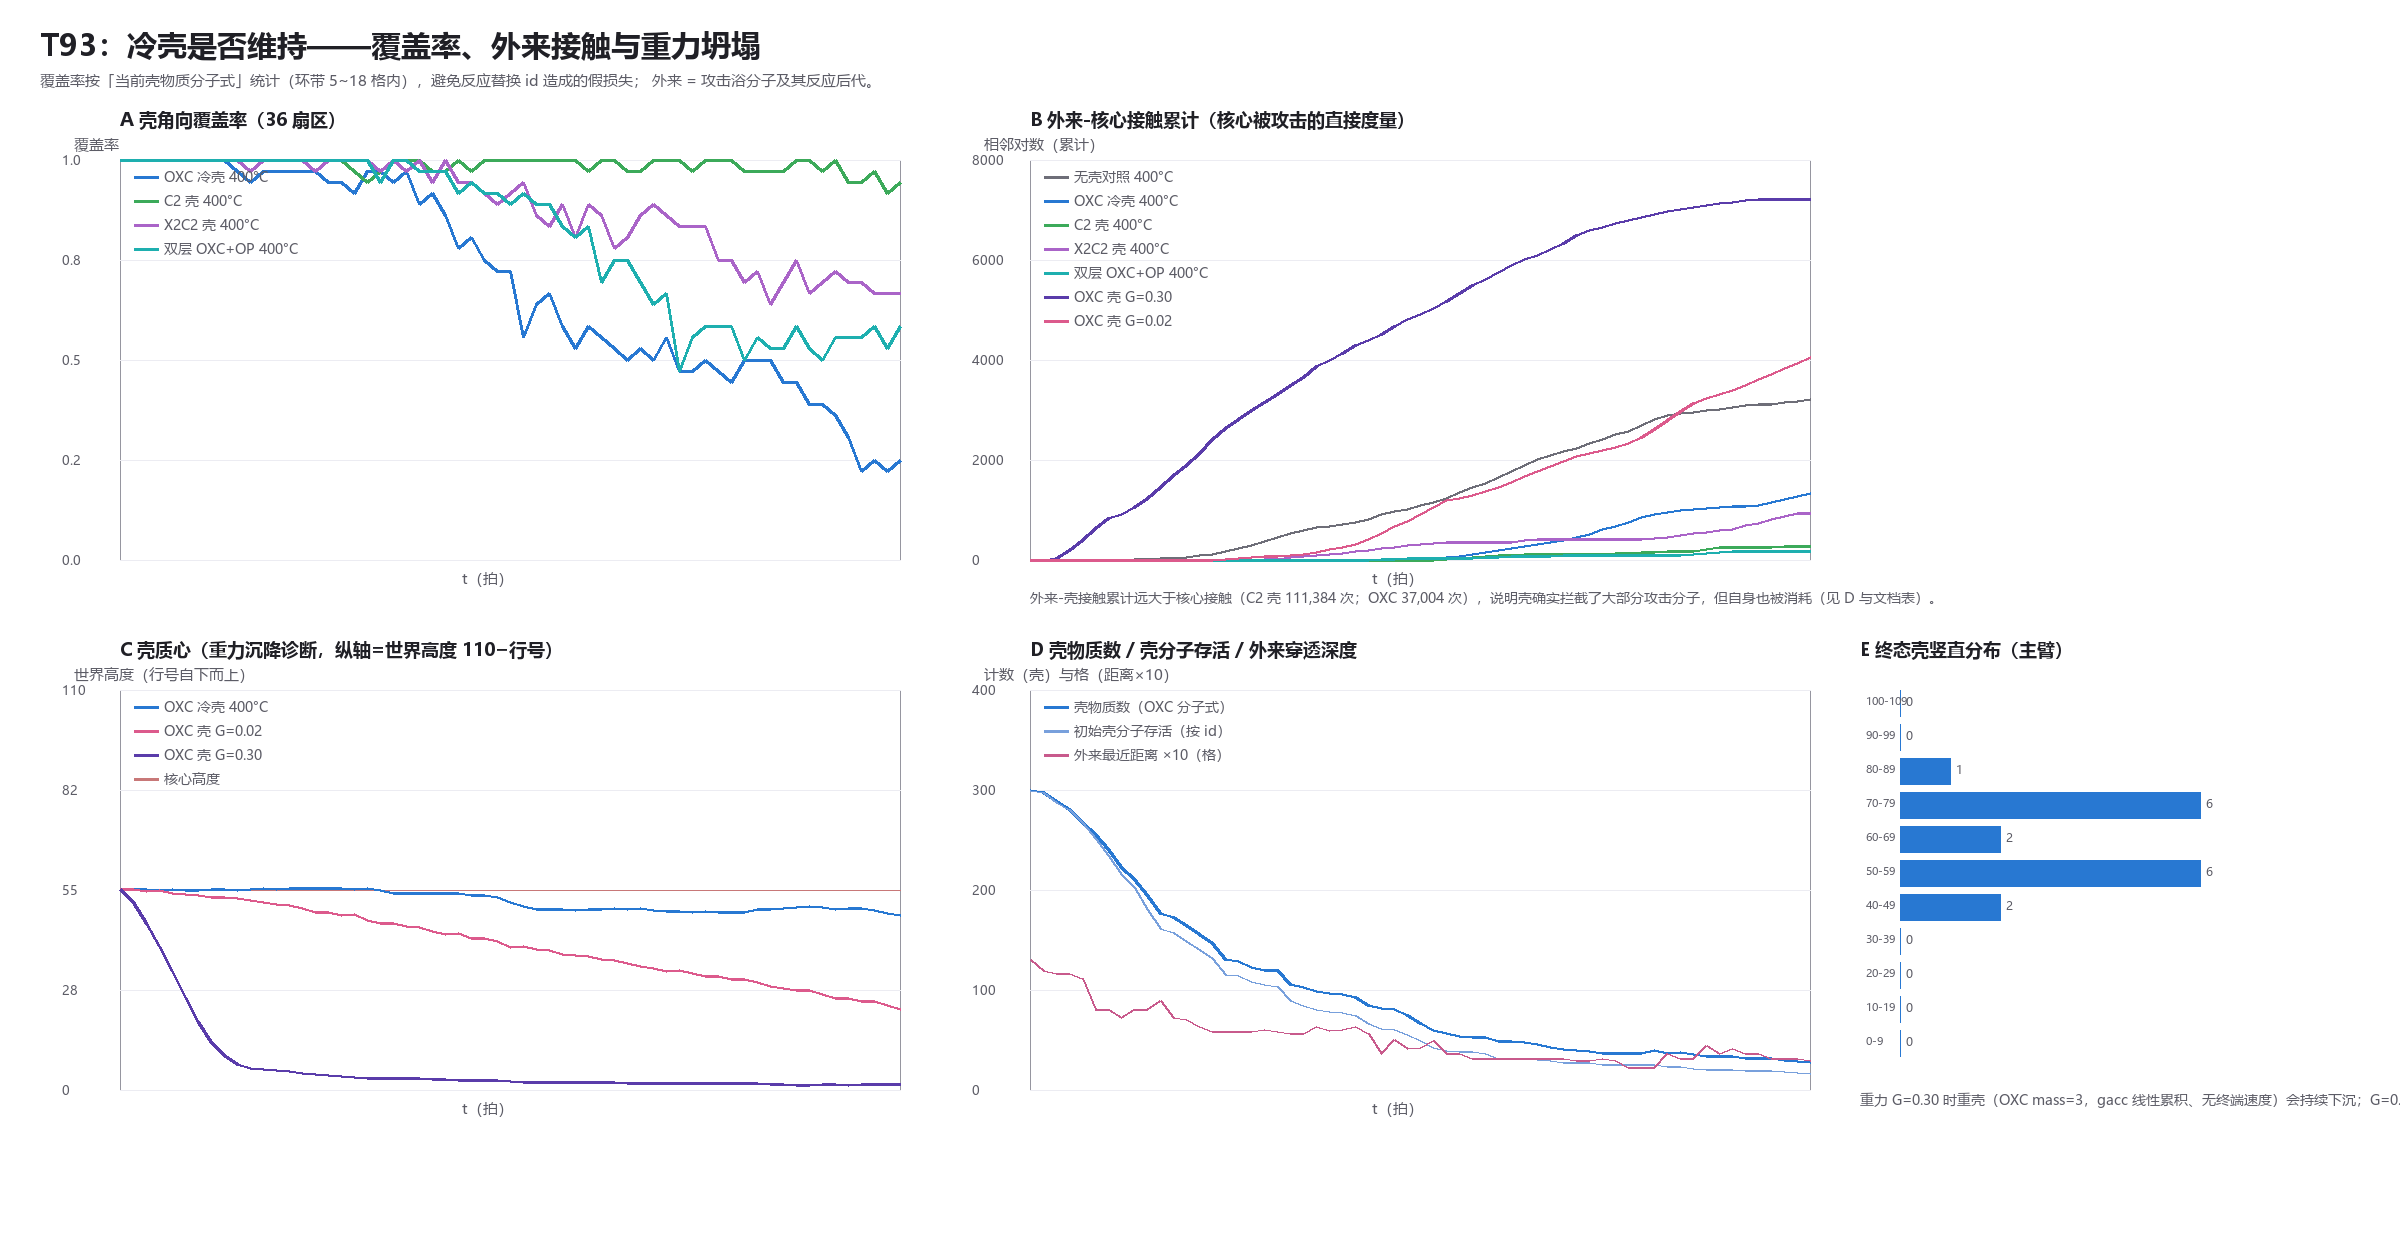 T93：冷壳是否维持——覆盖率、外来接触与重力坍塌
覆盖率按「当前壳物质分子式」统计（环带 5~18 格内），避免反应替换 id 造成的假损失； 外来 = 攻击浴分子及其反应后代。
A 壳角向覆盖率（36 扇区）
覆盖率
1.0
0.8
0.5
0.2
0.0
OXC 冷壳 400°C
C2 壳 400°C
X2C2 壳 400°C
双层 OXC+OP 400°C
t（拍）
B 外来-核心接触累计（核心被攻击的直接度量）
相邻对数（累计）
8000
6000
4000
2000
0
无壳对照 400°C
OXC 冷壳 400°C
C2 壳 400°C
X2C2 壳 400°C
双层 OXC+OP 400°C
OXC 壳 G=0.30
OXC 壳 G=0.02
t（拍）
外来-壳接触累计远大于核心接触（C2 壳 111,384 次；OXC 37,004 次），说明壳确实拦截了大部分攻击分子，但自身也被消耗（见 D 与文档表）。
C 壳质心（重力沉降诊断，纵轴=世界高度 110−行号）
世界高度（行号自下而上）
110
82
55
28
0
OXC 冷壳 400°C
OXC 壳 G=0.02
OXC 壳 G=0.30
核心高度
t（拍）
D 壳物质数 / 壳分子存活 / 外来穿透深度
计数（壳）与格（距离×10）
400
300
200
100
0
壳物质数（OXC 分子式）
初始壳分子存活（按 id）
外来最近距离 ×10（格）
t（拍）
E 终态壳竖直分布（主臂）
100-109 0
90-99 0
80-89 1
70-79 6
60-69 2
50-59 6
40-49 2
30-39 0
20-29 0
10-19 0
0-9 0
重力 G=0.30 时重壳（OXC mass=3，gacc 线性累积、无终端速度）会持续下沉；G=0.